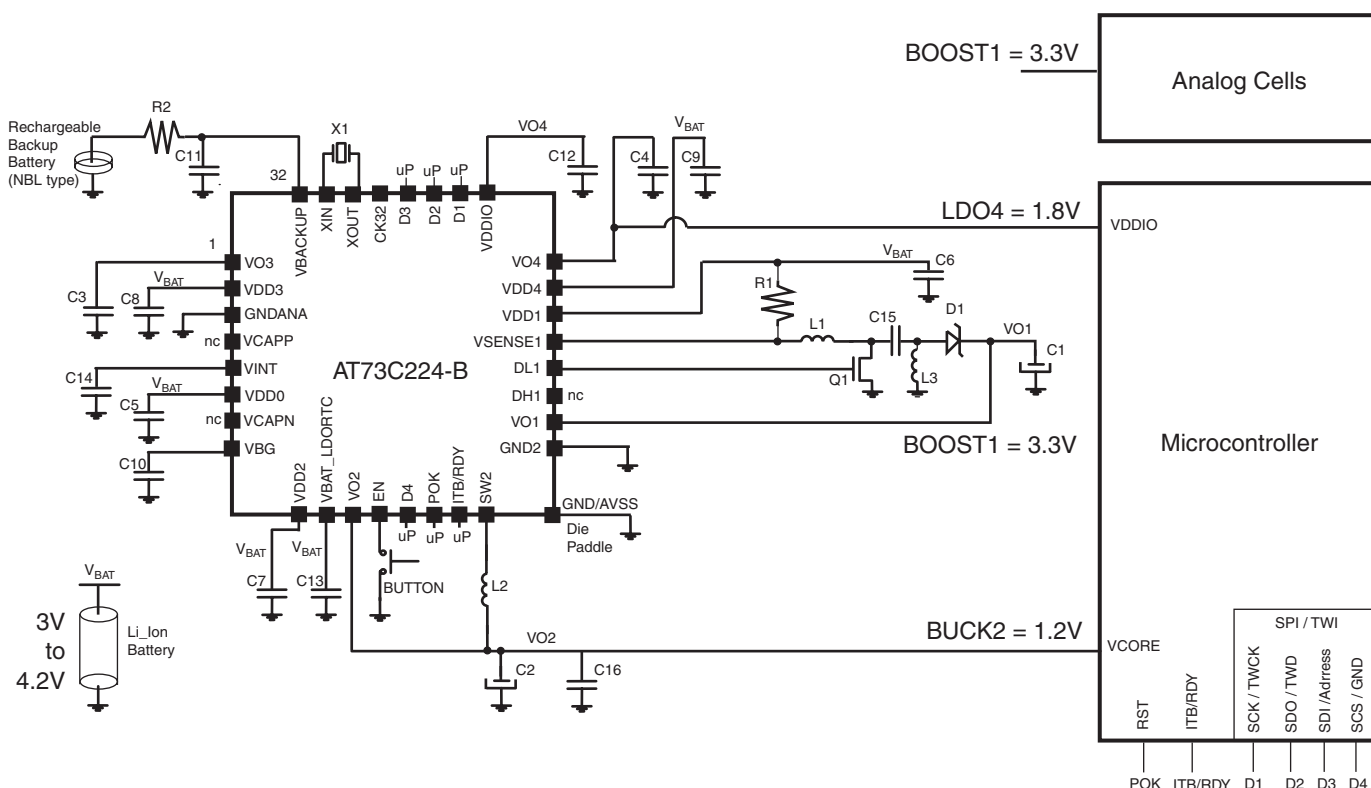 BOOST1 = 3.3V
Analog Cells
Rechargeable
Backup
Battery
(NBL type)
R2
C11
X1
32
VBACKUP
XIN
XOUT
CK32
uP
D3
uP
D2
uP
D1
VDDIO
VO4
C12
C4
VBAT
C9
LDO4 = 1.8V
VDDIO
1
VO3
VDD3
GNDANA
nc VCAPP
VINT
VDD0
nc VCAPN
VBG
C3
VBAT
C8
C14
VBAT
C5
C10
AT73C224-B
VO4
VDD4
VDD1
VSENSE1
DL1
DH1 nc
VO1
GND2
GND/AVSS
Die
Paddle
VBAT
C6
R1
L1
C15
D1
VO1
C1
Q1
L3
BOOST1 = 3.3V
Microcontroller
VDD2
VBAT_LDORTC
VO2
EN
D4
POK
ITB/RDY
SW2
uP
uP
uP
VBAT
C7
VBAT
C13
BUTTON
L2
VBAT
3V
to
4.2V
Li_Ion
Battery
VO2
C2
C16
BUCK2 = 1.2V
VCORE
SPI / TWI
RST
ITB/RDY
SCK / TWCK
SDO / TWD
SDI /Adrress
SCS / GND
POK ITB/RDY D1 D2 D3 D4